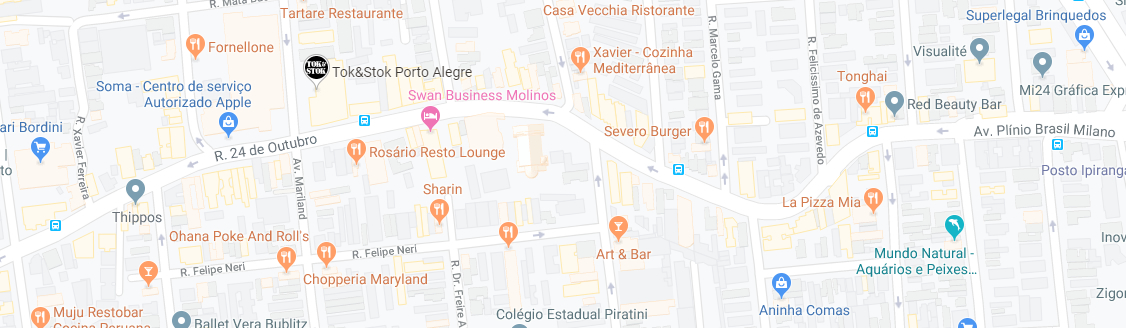 R. Mata Bac
Tartare Restaurante
Casa Vecchia Ristorante
Superlegal Brinquedos
Fornellone
R. Marcelo Gama
R. Felicíssimo de Azevedo
Xavier - Cozinha
Mediterrânea
Visualité
TOK&
STOK
Tok&Stok Porto Alegre
Tonghai
Soma - Centro de serviço
Autorizado Apple
Mi24 Gráfica Expr
Swan Business Molinos
Red Beauty Bar
ari Bordini
R. Xavier Ferreira
Severo Burger
Av. Plínio Brasil Milano
R. 24 de Outubro
Rosário Resto Lounge
Av. Mariland
Posto Ipiranga
Sharin
La Pizza Mia
Thippos
Ohana Poke And Roll's
R. Felipe Neri
Art & Bar
Inov
R. Felipe Neri
Chopperia Maryland
R. Dr. Freire A
Mundo Natural -
Aquários e Peixes...
Zigon
Muju Restobar
Cocina Peruana
Ballet Vera Bublitz
Colégio Estadual Piratini
Aninha Comas